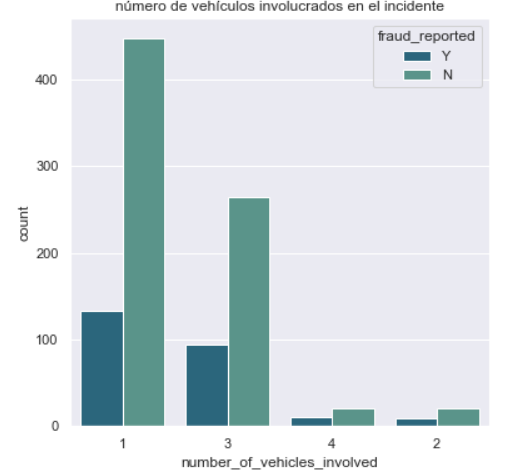 número de vehículos involucrados en el incidente
fraud_reported
Y
N
400
300
200
100
0
count
1 3 4 2
number_of_vehicles_involved